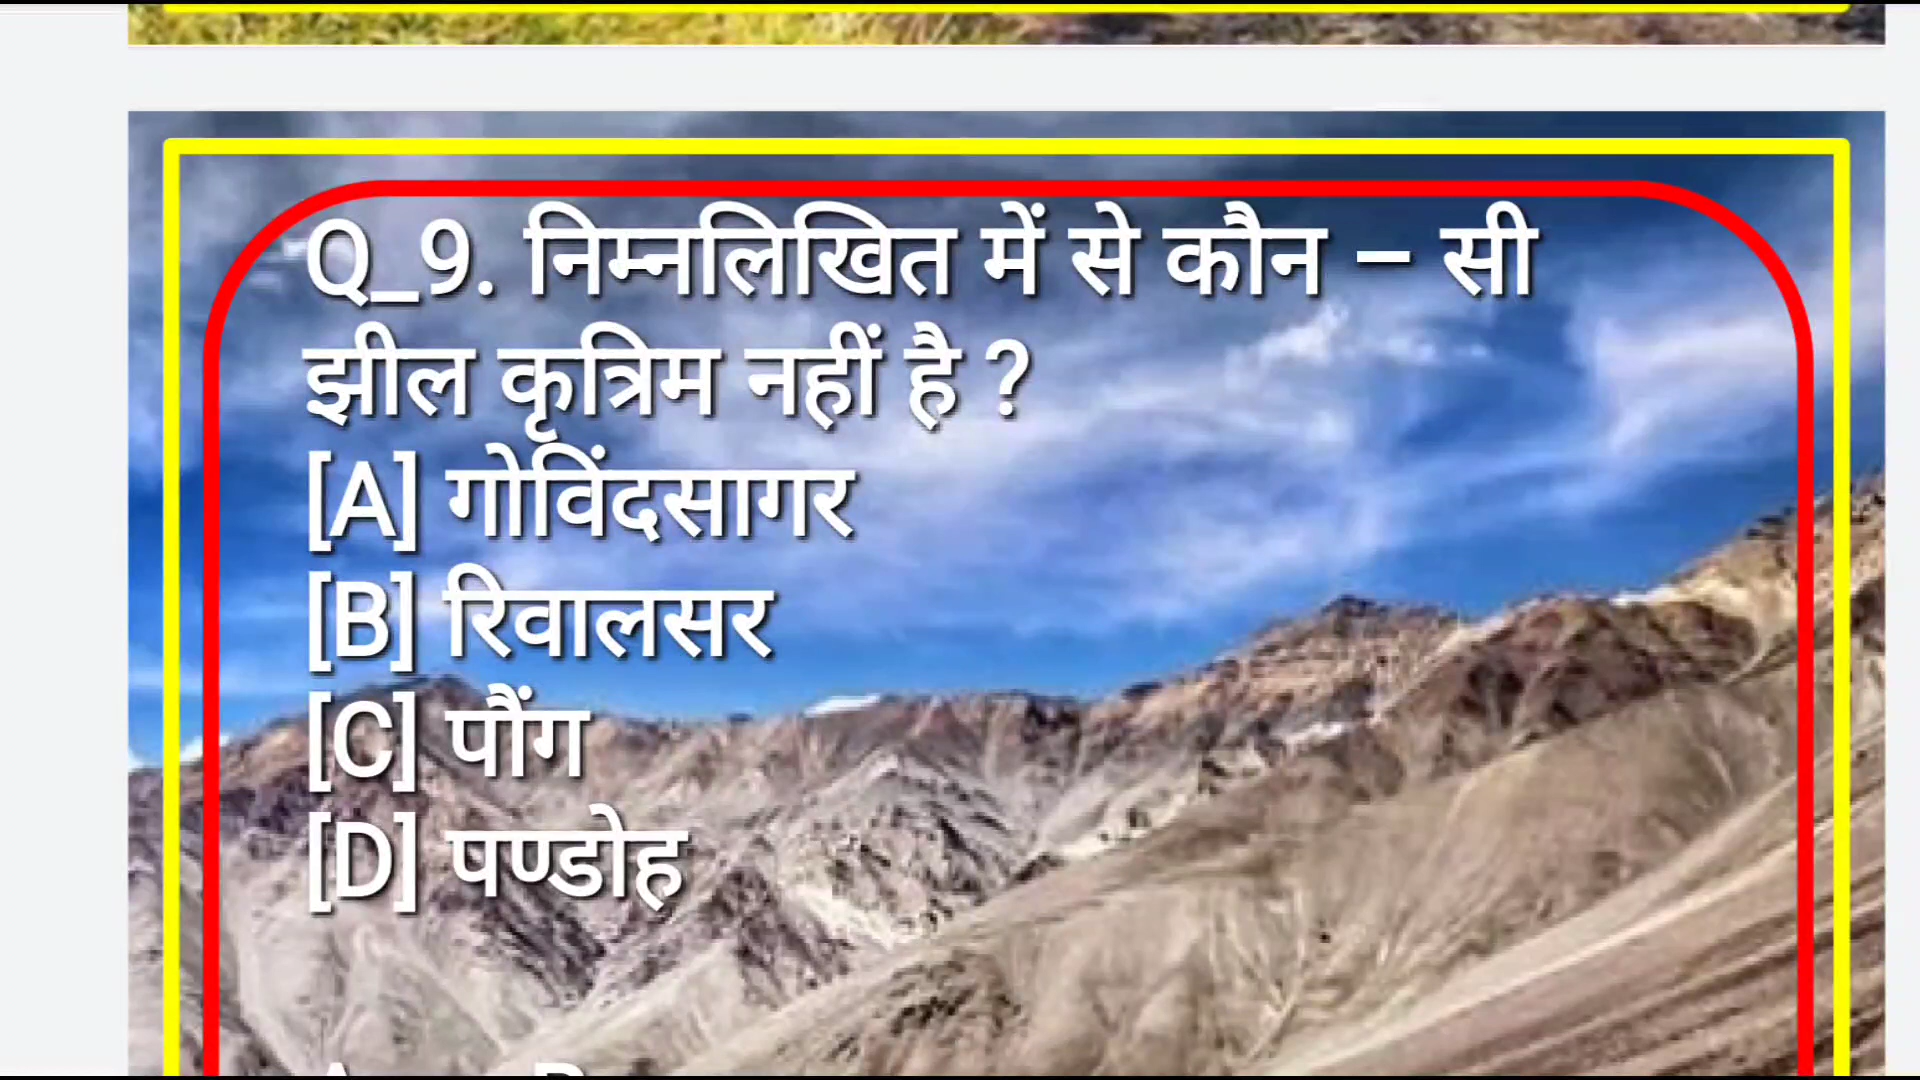 Q_9. निम्नलिखित में से कौन – सी
झील कृत्रिम नहीं है ?
[A] गोविंदसागर
[B] रिवालसर
[C] पौंग
[D] पण्डोह